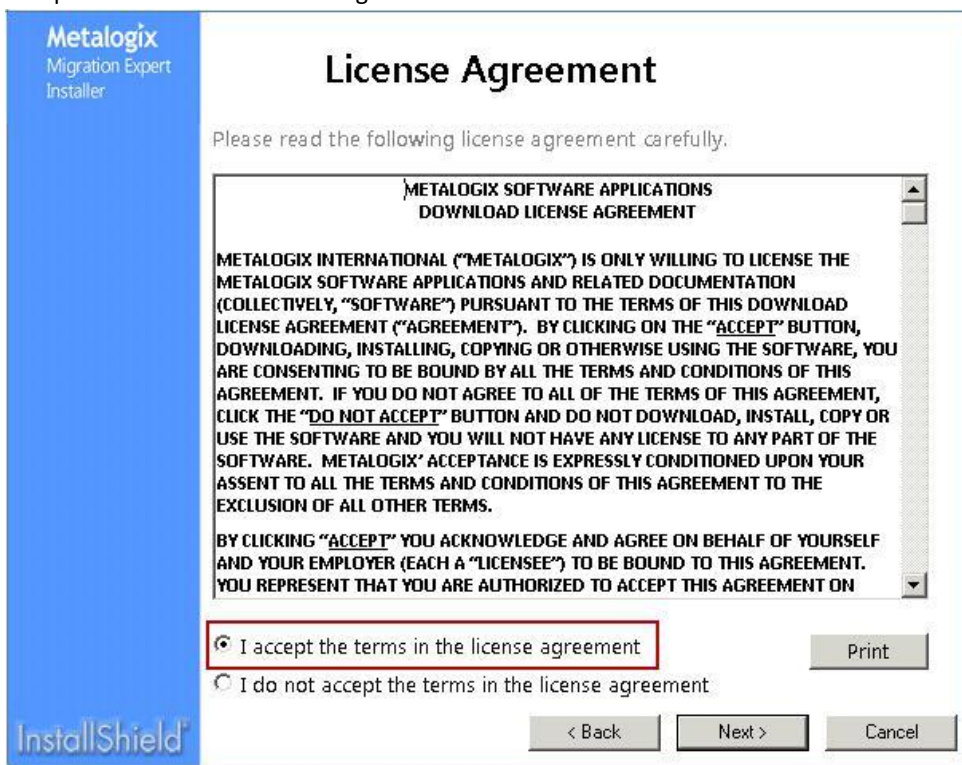 Metalogix
Migration Expert
Installer
License Agreement
Please read the following license agreement carefully.
METALOGIX SOFTWARE APPLICATIONS
DOWNLOAD LICENSE AGREEMENT
METALOGIX INTERNATIONAL (“METALOGIX”) IS ONLY WILLING TO LICENSE THE
METALOGIX SOFTWARE APPLICATIONS AND RELATED DOCUMENTATION
(COLLECTIVELY, “SOFTWARE”) PURSUANT TO THE TERMS OF THIS DOWNLOAD
LICENSE AGREEMENT (“AGREEMENT”). BY CLICKING ON THE “ACCEPT” BUTTON,
DOWNLOADING, INSTALLING, COPYING OR OTHERWISE USING THE SOFTWARE, YOU
ARE CONSENTING TO BE BOUND BY ALL THE TERMS AND CONDITIONS OF THIS
AGREEMENT. IF YOU DO NOT AGREE TO ALL OF THE TERMS OF THIS AGREEMENT,
CLICK THE “DO NOT ACCEPT” BUTTON AND DO NOT DOWNLOAD, INSTALL, COPY OR
USE THE SOFTWARE AND YOU WILL NOT HAVE ANY LICENSE TO ANY PART OF THE
SOFTWARE. METALOGIX’ ACCEPTANCE IS EXPRESSLY CONDITIONED UPON YOUR
ASSENT TO ALL THE TERMS AND CONDITIONS OF THIS AGREEMENT TO THE
EXCLUSION OF ALL OTHER TERMS.
BY CLICKING “ACCEPT” YOU ACKNOWLEDGE AND AGREE ON BEHALF OF YOURSELF
AND YOUR EMPLOYER (EACH A “LICENSEE”) TO BE BOUND TO THIS AGREEMENT.
YOU REPRESENT THAT YOU ARE AUTHORIZED TO ACCEPT THIS AGREEMENT ON
I accept the terms in the license agreement
Print
I do not accept the terms in the license agreement
InstallShield
< Back Next > Cancel